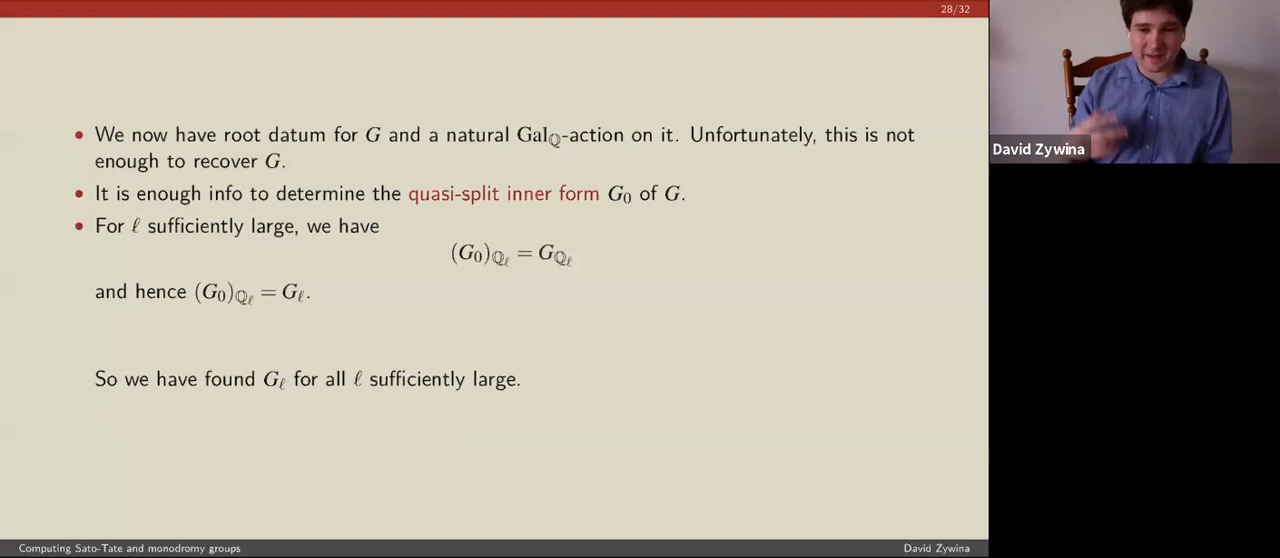 28/32
• We now have root datum for G and a natural Gal_ℚ-action on it. Unfortunately, this is not
enough to recover G.
• It is enough info to determine the quasi-split inner form G₀ of G.
• For ℓ sufficiently large, we have
(G₀)_{ℚ_ℓ} = G_{ℚ_ℓ}
and hence (G₀)_{ℚ_ℓ} = G_ℓ.
So we have found G_ℓ for all ℓ sufficiently large.
Computing Sato-Tate and monodromy groups
David Zywina
David Zywina